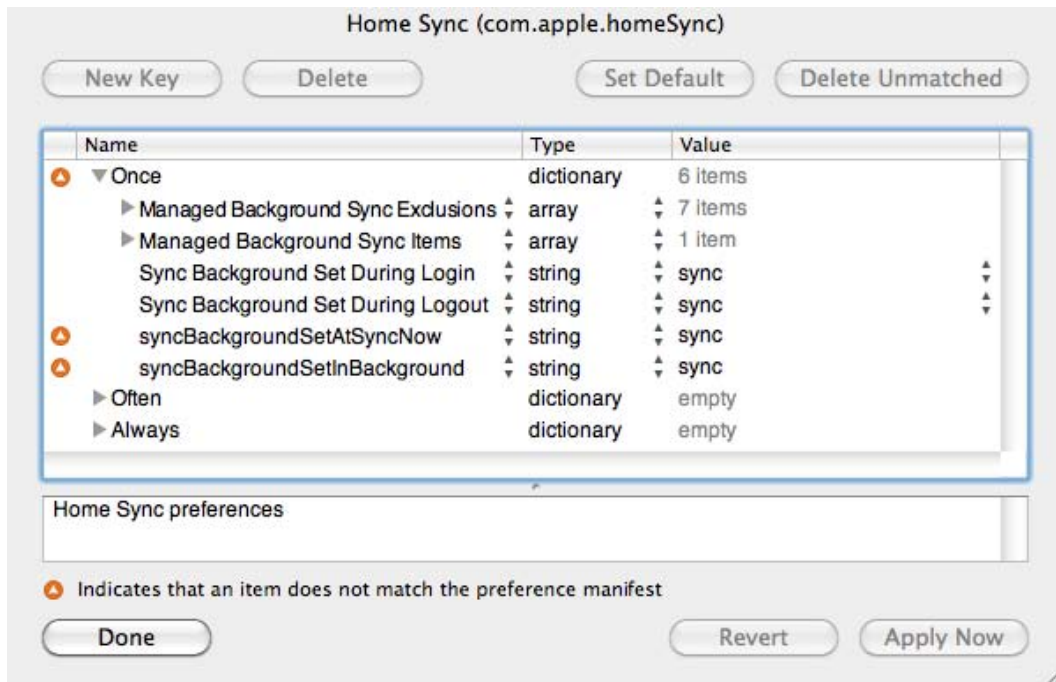 Home Sync (com.apple.homeSync)
New Key Delete Set Default Delete Unmatched
Name Type Value
Once dictionary 6 items
Managed Background Sync Exclusions array 7 items
Managed Background Sync Items array 1 item
Sync Background Set During Login string sync
Sync Background Set During Logout string sync
syncBackgroundSetAtSyncNow string sync
syncBackgroundSetInBackground string sync
Often dictionary empty
Always dictionary empty
Home Sync preferences
Indicates that an item does not match the preference manifest
Done Revert Apply Now